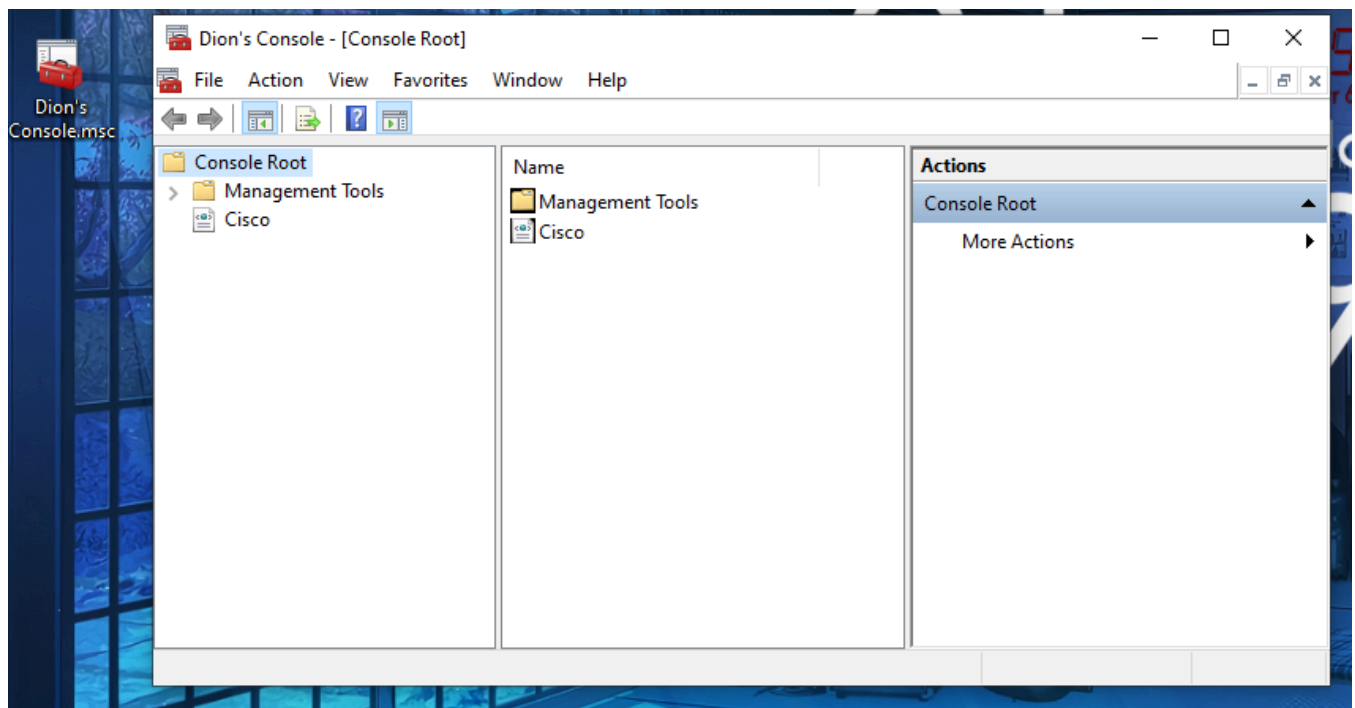 Dion's
Console.msc
Dion's Console - [Console Root]
File Action View Favorites Window Help
Console Root
Management Tools
Cisco
Name
Management Tools
Cisco
Actions
Console Root
More Actions